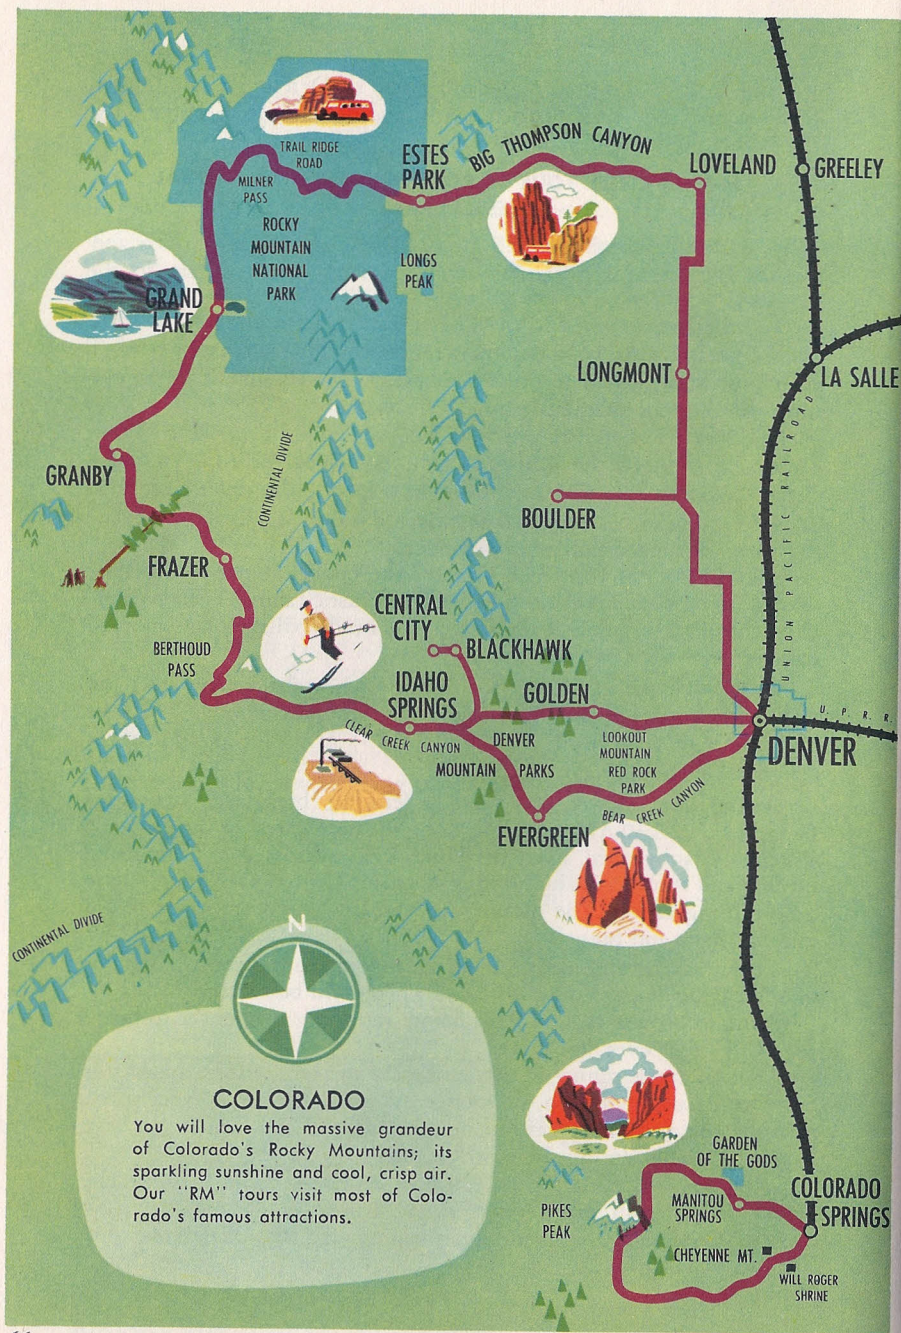 TRAIL RIDGE
ROAD
ESTES
PARK
BIG THOMPSON CANYON
LOVELAND
GREELEY
MILNER
PASS
ROCKY
MOUNTAIN
NATIONAL
PARK
LONGS
PEAK
GRAND
LAKE
LONGMONT
LA SALLE
UNION PACIFIC RAILROAD
GRANBY
CONTINENTAL DIVIDE
BOULDER
FRAZER
CENTRAL
CITY
BLACKHAWK
BERTHOUD
PASS
IDAHO
SPRINGS
GOLDEN
U.P.R.R.
CLEAR CREEK CANYON
DENVER
MOUNTAIN PARKS
LOOKOUT
MOUNTAIN
RED ROCK
PARK
DENVER
BEAR CREEK CANYON
EVERGREEN
CONTINENTAL DIVIDE
N
COLORADO
You will love the massive grandeur
of Colorado's Rocky Mountains; its
sparkling sunshine and cool, crisp air.
Our "RM" tours visit most of Colo-
rado's famous attractions.
GARDEN
OF THE GODS
COLORADO
SPRINGS
MANITOU
SPRINGS
PIKES
PEAK
CHEYENNE MT.
WILL ROGER
SHRINE